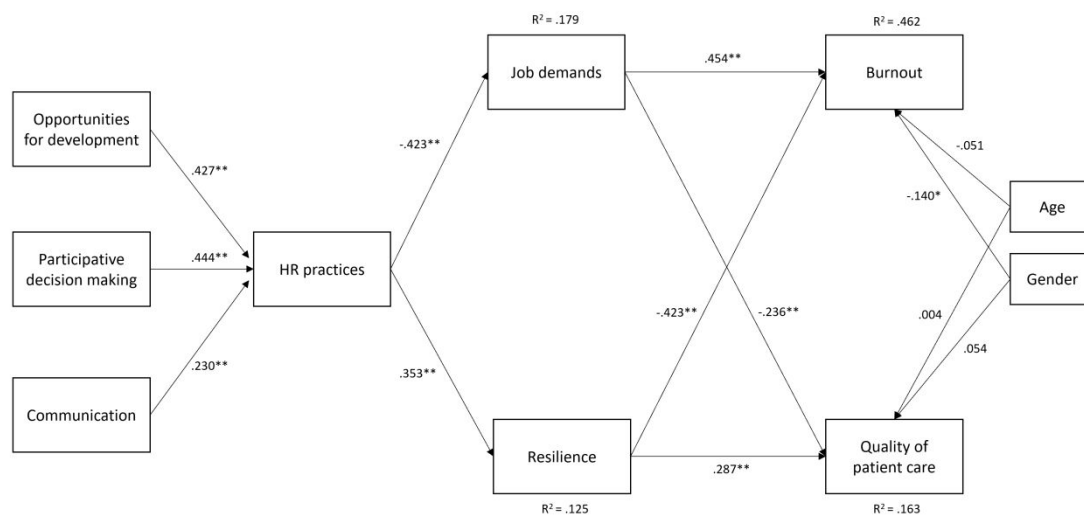 R² = .179
R² = .462
Job demands
.454**
Burnout
Opportunities
for development
-.423**
-.051
.427**
-.140*
Age
Participative
decision making
.444**
HR practices
Gender
-.423**
-.236**
.004
.054
.230**
.353**
Communication
Resilience
.287**
Quality of
patient care
R² = .125
R² = .163